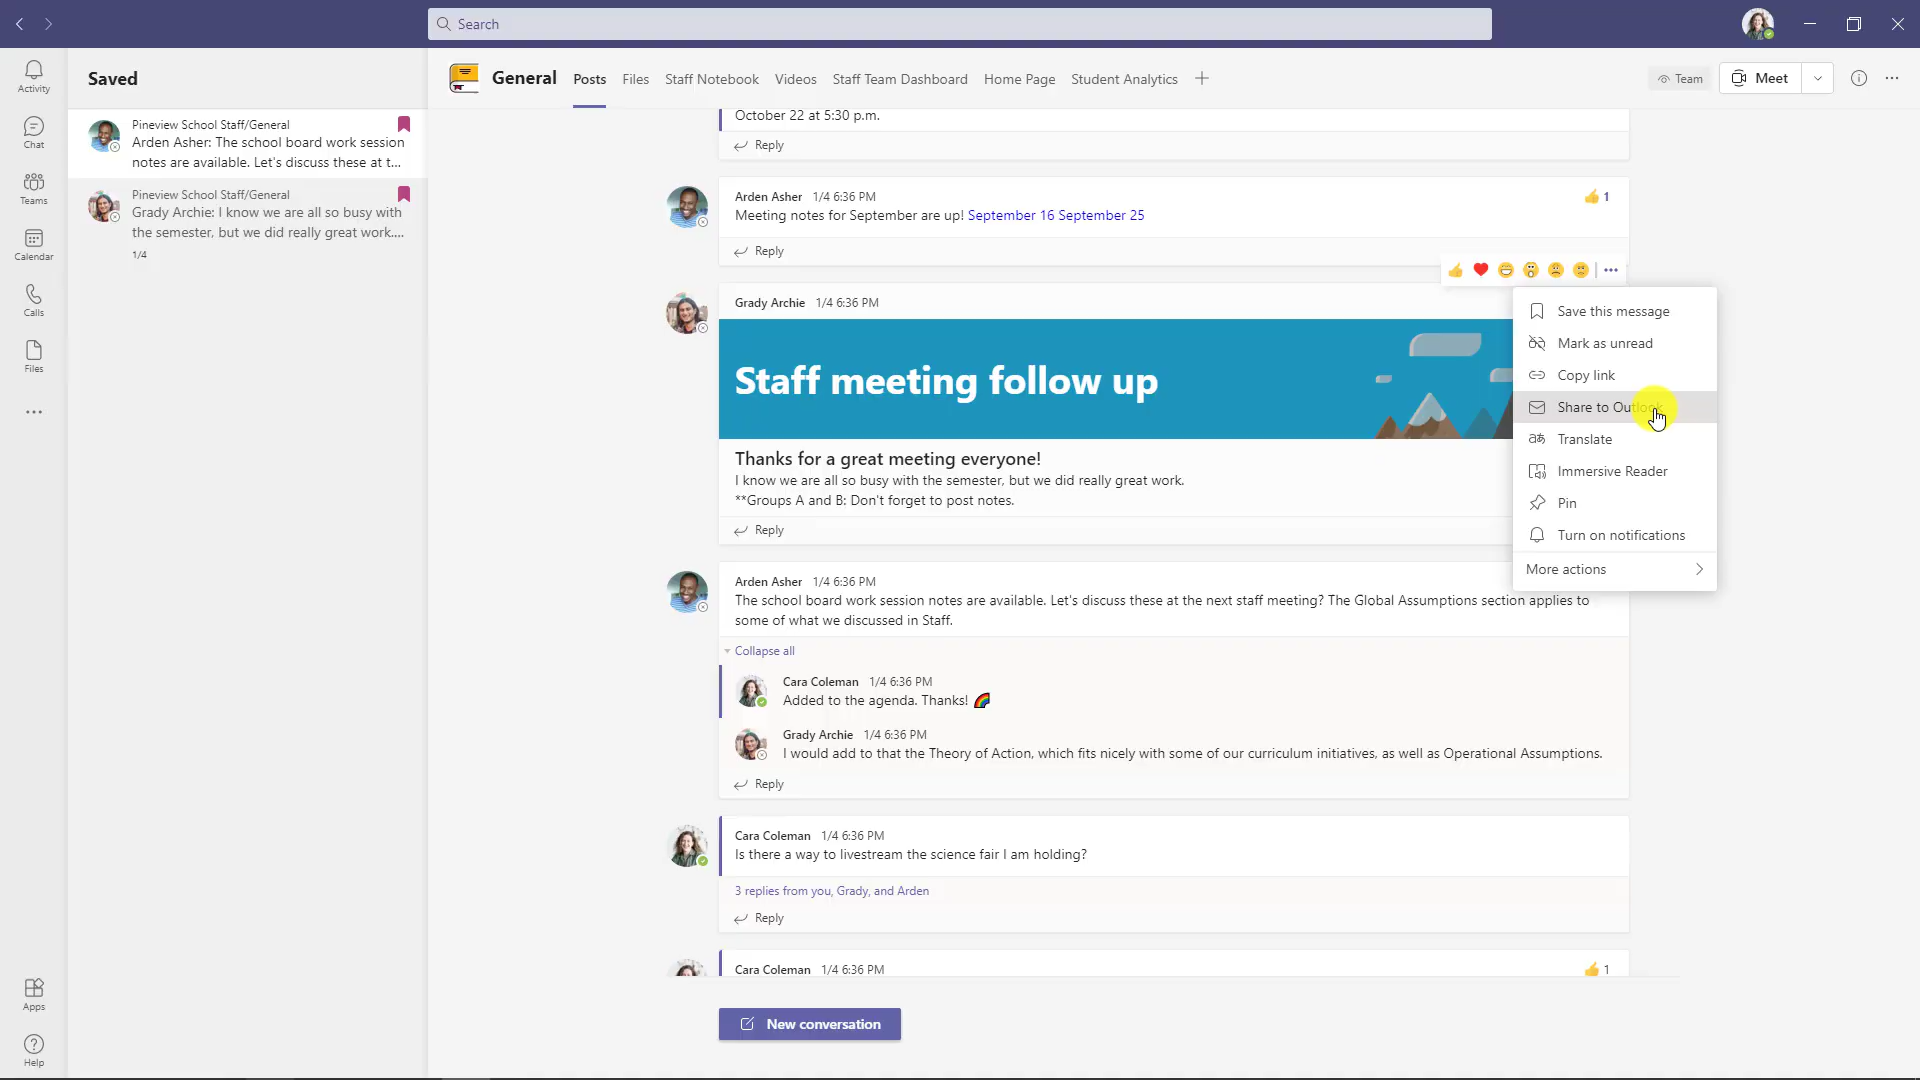 Search
Activity
Chat
Teams
Calendar
Calls
Files
Apps
Help
Saved
Pineview School Staff/General
Arden Asher: The school board work session
notes are available. Let's discuss these at t...
Pineview School Staff/General
Grady Archie: I know we are all so busy with
the semester, but we did really great work....
1/4
General Posts Files Staff Notebook Videos Staff Team Dashboard Home Page Student Analytics
Team Meet
October 22 at 5:30 p.m.
Reply
Arden Asher 1/4 6:36 PM 1
Meeting notes for September are up! September 16 September 25
Reply
Grady Archie 1/4 6:36 PM
Staff meeting follow up
Thanks for a great meeting everyone!
I know we are all so busy with the semester, but we did really great work.
**Groups A and B: Don't forget to post notes.
Reply
Save this message
Mark as unread
Copy link
Share to Outlook
Translate
Immersive Reader
Pin
Turn on notifications
More actions
Arden Asher 1/4 6:36 PM
The school board work session notes are available. Let's discuss these at the next staff meeting? The Global Assumptions section applies to
some of what we discussed in Staff.
Collapse all
Cara Coleman 1/4 6:36 PM
Added to the agenda. Thanks! 🌈
Grady Archie 1/4 6:36 PM
I would add to that the Theory of Action, which fits nicely with some of our curriculum initiatives, as well as Operational Assumptions.
Reply
Cara Coleman 1/4 6:36 PM
Is there a way to livestream the science fair I am holding?
3 replies from you, Grady, and Arden
Reply
Cara Coleman 1/4 6:36 PM 1
New conversation